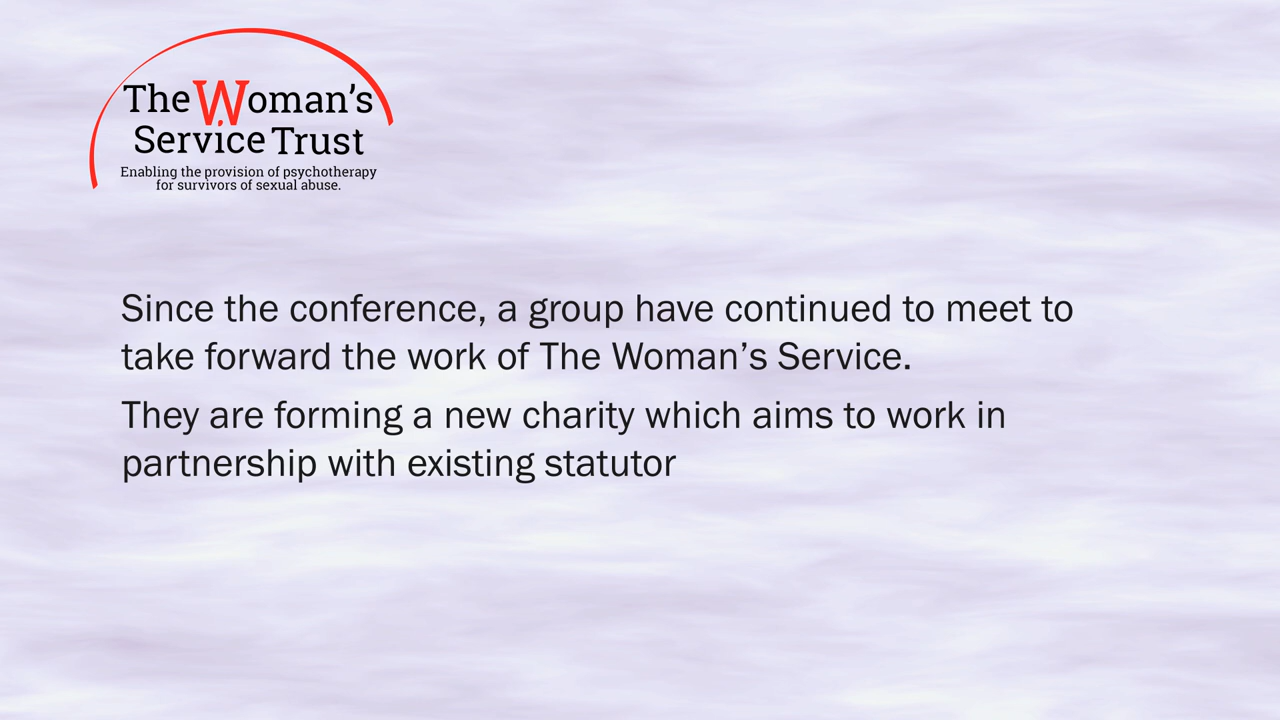 The Woman's
Service Trust
Enabling the provision of psychotherapy
for survivors of sexual abuse.
Since the conference, a group have continued to meet to
take forward the work of The Woman’s Service.
They are forming a new charity which aims to work in
partnership with existing statutor